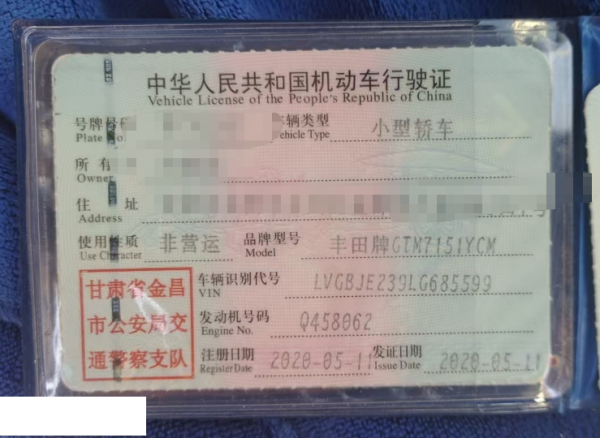 中华人民共和国机动车行驶证
Vehicle License of the People's Republic of China
号牌号 车辆类型 小型轿车
Plate No. Vehicle Type
所有
Owner
住 址 号
Address
使用性质 非营运 品牌型号 丰田牌GTM7151YCM
Use Character Model
甘肃省金昌
市公安局交
通警察支队
车辆识别代号 LVGBJE239LG685599
VIN
发动机号码 Q458062
Engine No.
注册日期 2020-05-11 发证日期 2020-05-11
Register Date Issue Date